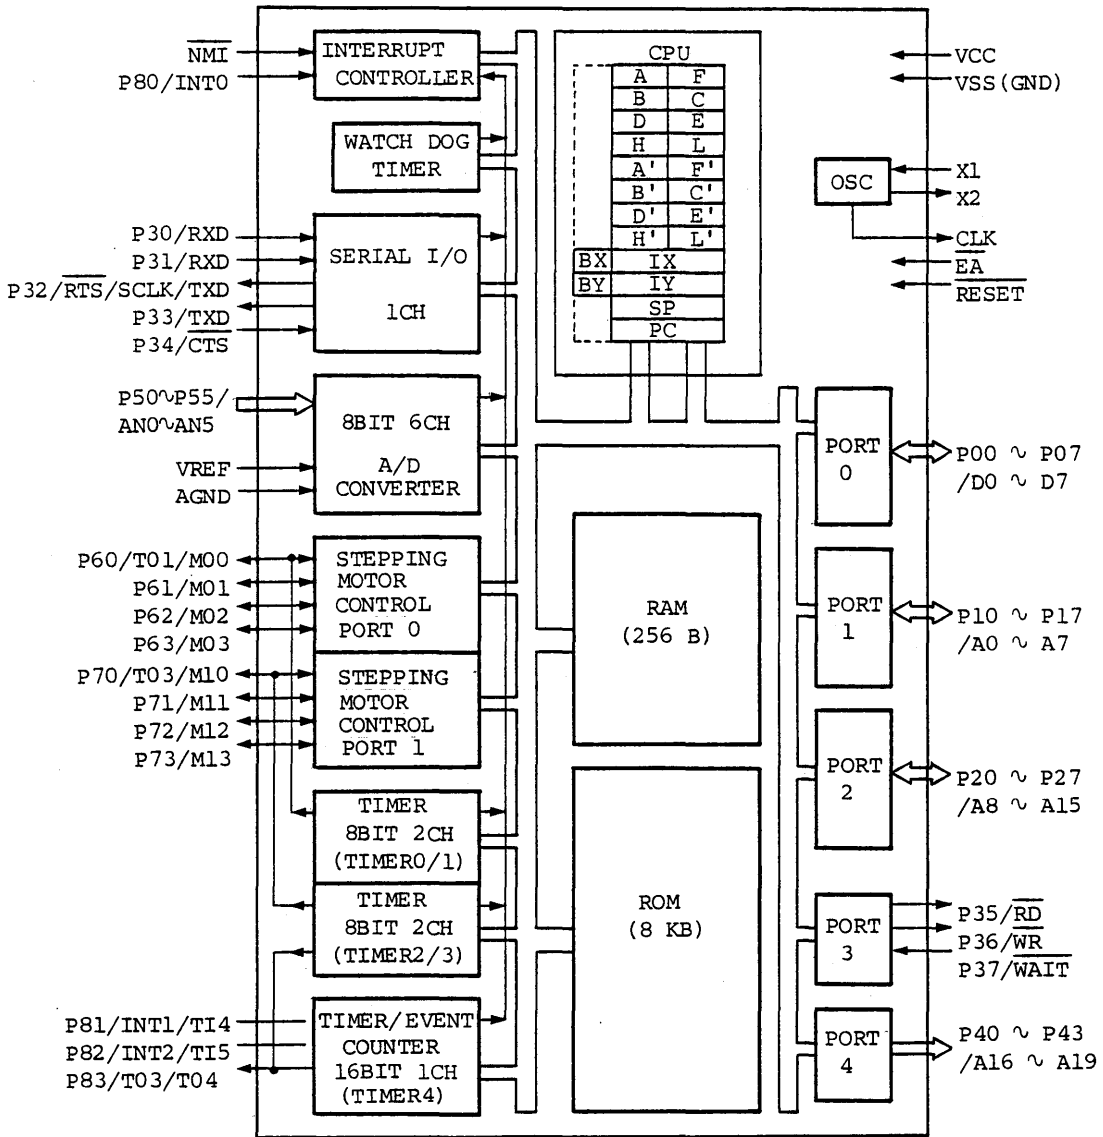 NMI
P80/INT0
INTERRUPT
CONTROLLER
WATCH DOG
TIMER
P30/RXD
P31/RXD
P32/RTS/SCLK/TXD
P33/TXD
P34/CTS
SERIAL I/O
1CH
P50~P55/
AN0~AN5
VREF
AGND
8BIT 6CH
A/D
CONVERTER
P60/T01/M00
P61/M01
P62/M02
P63/M03
STEPPING
MOTOR
CONTROL
PORT 0
P70/T03/M10
P71/M11
P72/M12
P73/M13
STEPPING
MOTOR
CONTROL
PORT 1
TIMER
8BIT 2CH
(TIMER0/1)
TIMER
8BIT 2CH
(TIMER2/3)
P81/INT1/TI4
P82/INT2/TI5
P83/T03/T04
TIMER/EVENT
COUNTER
16BIT 1CH
(TIMER4)
CPU
A F
B C
D E
H L
A' F'
B' C'
D' E'
H' L'
BX IX
BY IY
SP
PC
RAM
(256 B)
ROM
(8 KB)
VCC
VSS(GND)
OSC
X1
X2
CLK
EA
RESET
PORT
0
P00 ~ P07
/D0 ~ D7
PORT
1
P10 ~ P17
/A0 ~ A7
PORT
2
P20 ~ P27
/A8 ~ A15
PORT
3
P35/RD
P36/WR
P37/WAIT
PORT
4
P40 ~ P43
/A16 ~ A19